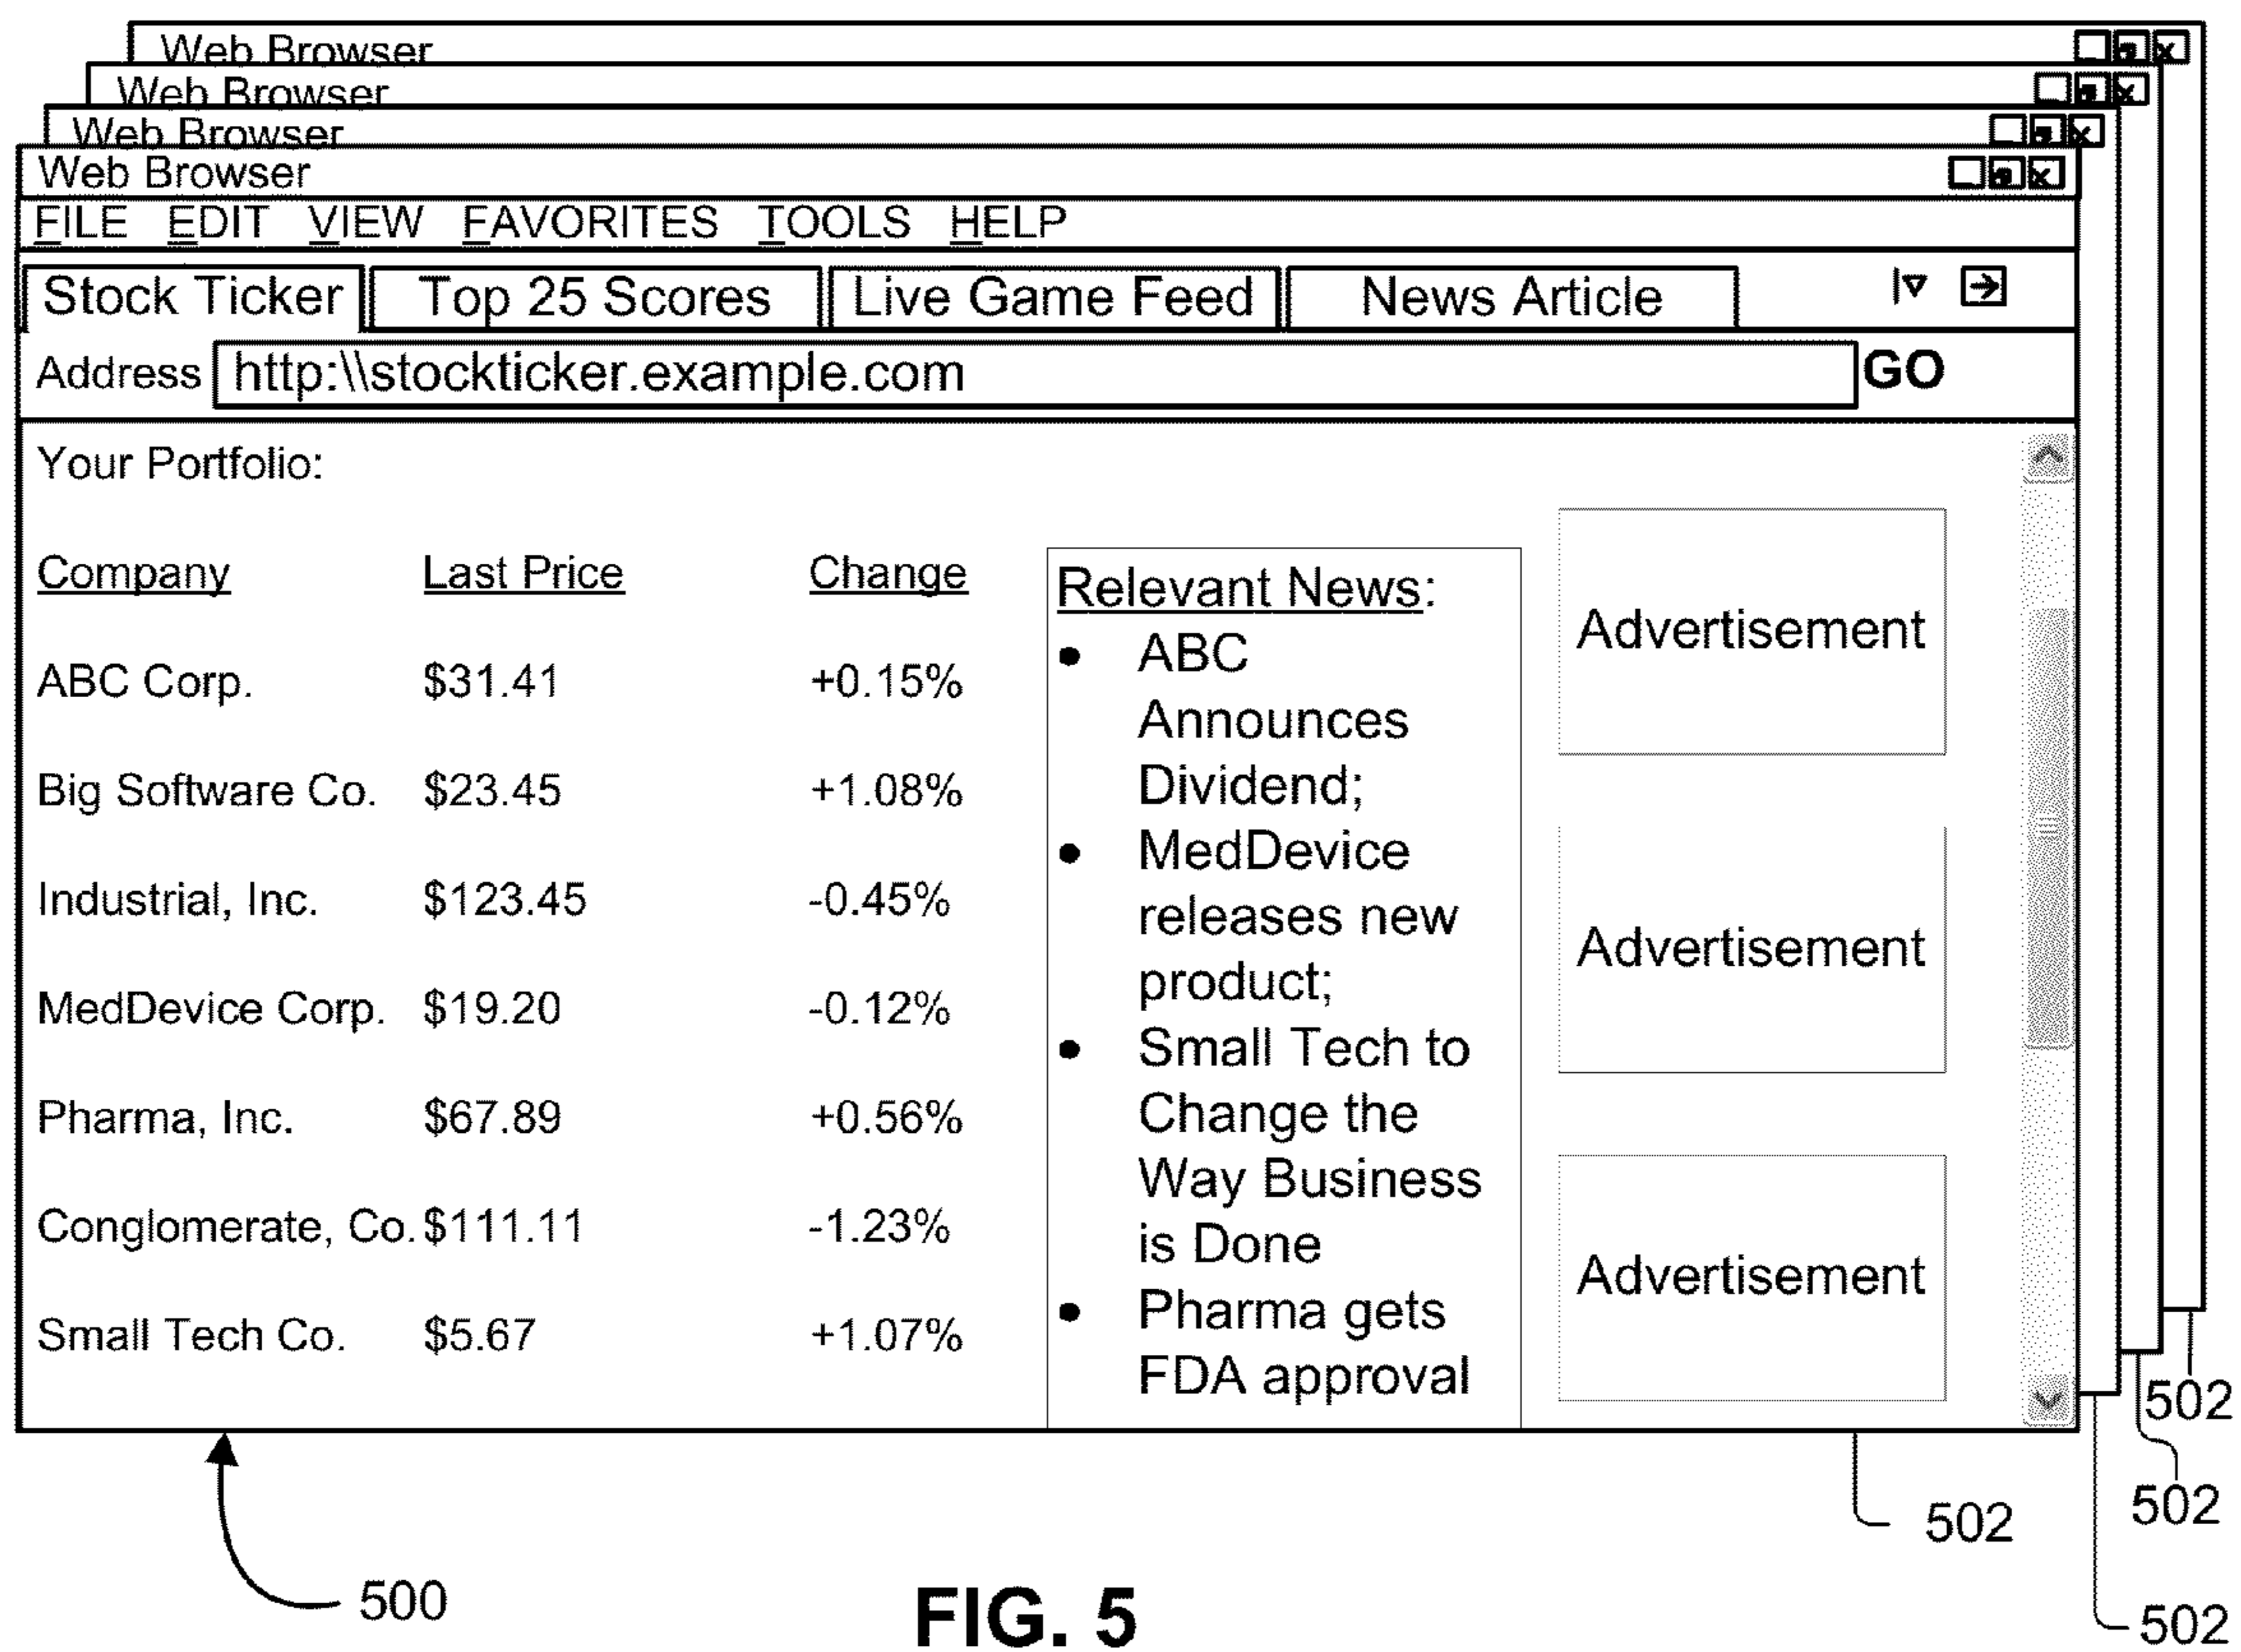 Web Browser
Web Browser
Web Browser
Web Browser
FILE EDIT VIEW FAVORITES TOOLS HELP
Stock Ticker Top 25 Scores Live Game Feed News Article
Address http:\\stockticker.example.com GO
Your Portfolio:
Company Last Price Change
ABC Corp. $31.41 +0.15%
Big Software Co. $23.45 +1.08%
Industrial, Inc. $123.45 -0.45%
MedDevice Corp. $19.20 -0.12%
Pharma, Inc. $67.89 +0.56%
Conglomerate, Co. $111.11 -1.23%
Small Tech Co. $5.67 +1.07%
Relevant News:
• ABC
Announces
Dividend;
• MedDevice
releases new
product;
• Small Tech to
Change the
Way Business
is Done
• Pharma gets
FDA approval
Advertisement
Advertisement
Advertisement
502
502
502
502
500
FIG. 5